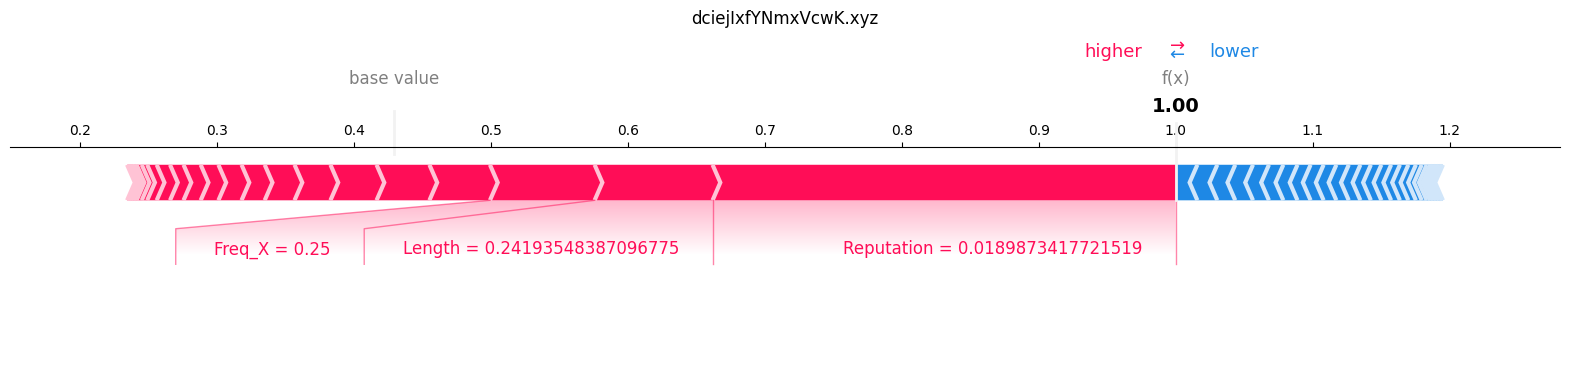 dciejIxfYNmxVcwK.xyz
higher ⇄ lower
base value
f(x)
1.00
0.2 0.3 0.4 0.5 0.6 0.7 0.8 0.9 1.0 1.1 1.2
Freq_X = 0.25 Length = 0.24193548387096775 Reputation = 0.0189873417721519